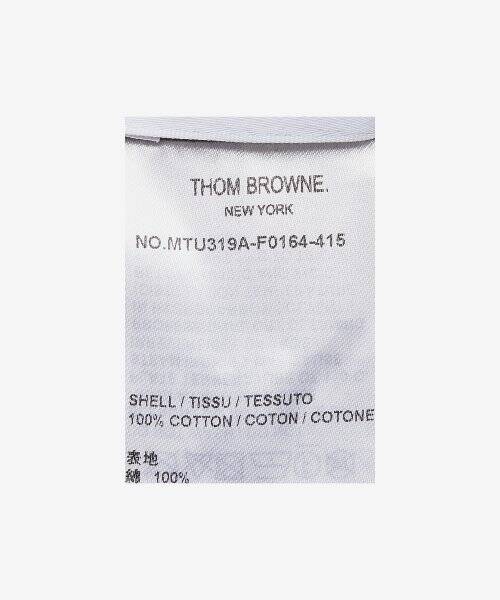 THOM BROWNE.
NEW YORK
NO.MTU319A-F0164-415
SHELL / TISSU / TESSUTO
100% COTTON / COTON / COTONE
表地
綿 100%